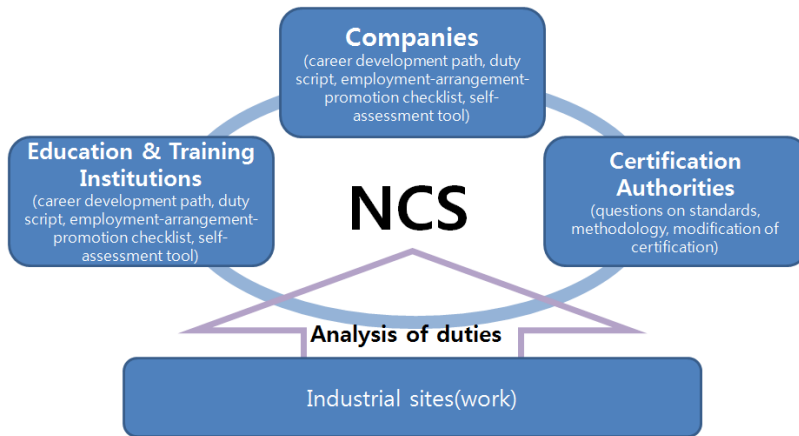 Companies
(career development path, duty
script, employment-arrangement-
promotion checklist, self-
assessment tool)
Education & Training
Institutions
(career development path, duty
script, employment-arrangement-
promotion checklist, self-
assessment tool)
NCS
Certification
Authorities
(questions on standards,
methodology, modification of
certification)
Analysis of duties
Industrial sites(work)